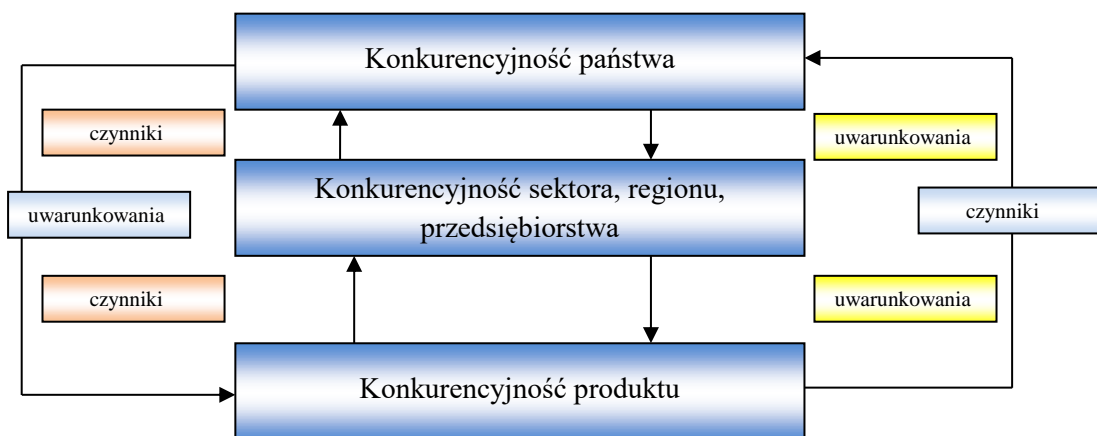 Konkurencyjność państwa
czynniki
uwarunkowania
Konkurencyjność sektora, regionu,
przedsiębiorstwa
uwarunkowania
czynniki
czynniki
uwarunkowania
Konkurencyjność produktu